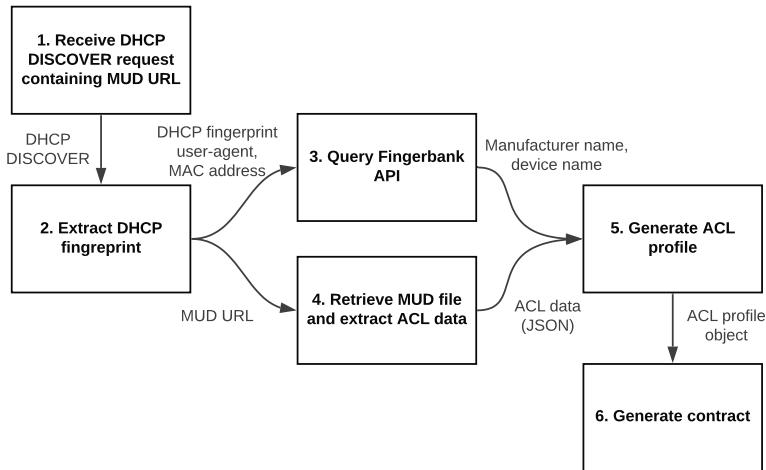 1. Receive DHCP
DISCOVER request
containing MUD URL
DHCP
DISCOVER
2. Extract DHCP
fingreprint
DHCP fingerprint
user-agent,
MAC address
MUD URL
3. Query Fingerbank
API
4. Retrieve MUD file
and extract ACL data
Manufacturer name,
device name
ACL data
(JSON)
5. Generate ACL
profile
ACL profile
object
6. Generate contract